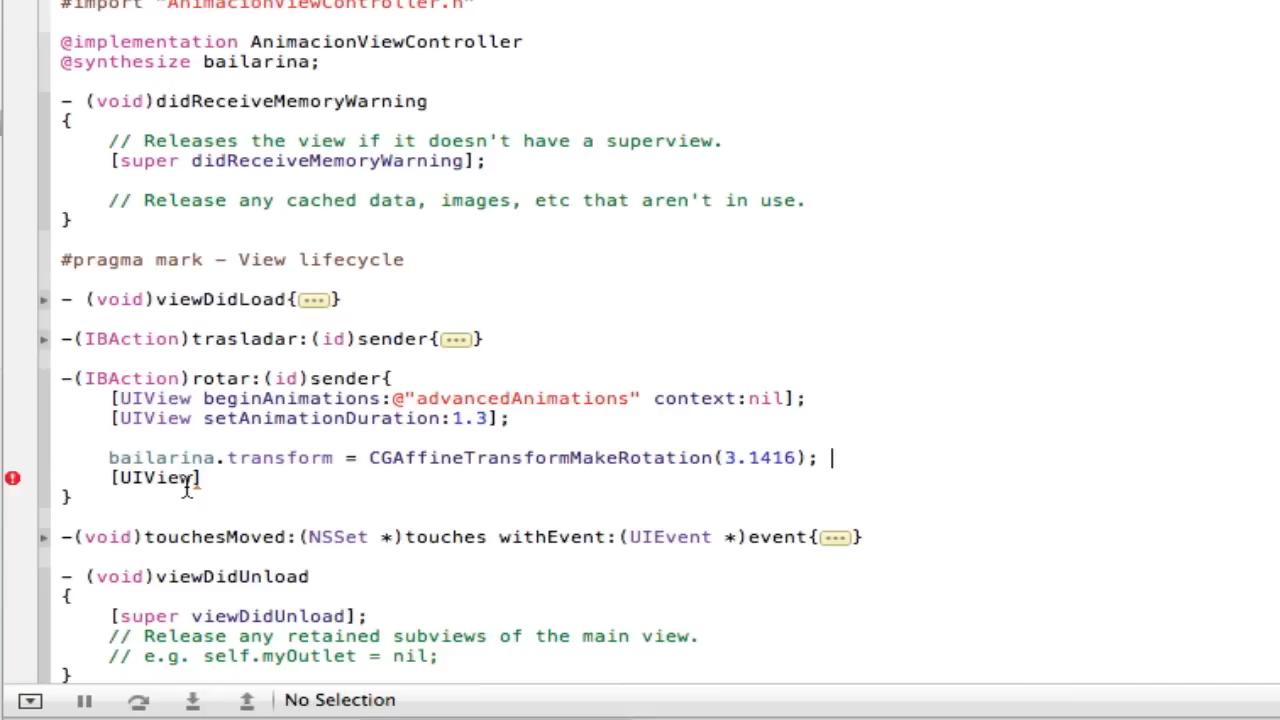 #import "AnimacionViewController.h"
@implementation AnimacionViewController
@synthesize bailarina;
- (void)didReceiveMemoryWarning
{
// Releases the view if it doesn't have a superview.
[super didReceiveMemoryWarning];
// Release any cached data, images, etc that aren't in use.
}
#pragma mark - View lifecycle
- (void)viewDidLoad{...}
-(IBAction)trasladar:(id)sender{...}
-(IBAction)rotar:(id)sender{
[UIView beginAnimations:@"advancedAnimations" context:nil];
[UIView setAnimationDuration:1.3];
bailarina.transform = CGAffineTransformMakeRotation(3.1416);
[UIView]
}
-(void)touchesMoved:(NSSet *)touches withEvent:(UIEvent *)event{...}
- (void)viewDidUnload
{
[super viewDidUnload];
// Release any retained subviews of the main view.
// e.g. self.myOutlet = nil;
}
No Selection